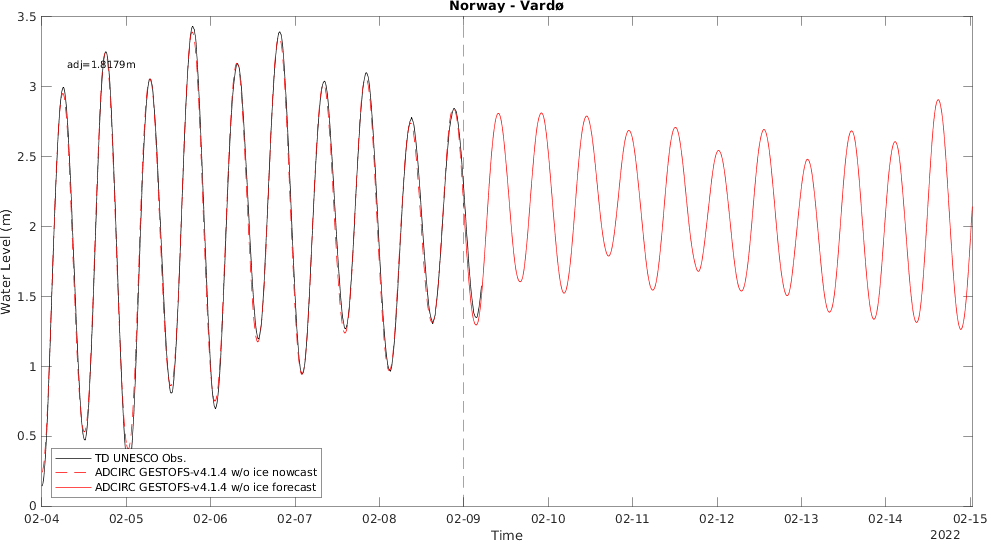 Norway - Vardø
3.5
adj=1.8179m
3
2.5
2
1.5
1
0.5
0
Water Level (m)
TD UNESCO Obs.
ADCIRC GESTOFS-v4.1.4 w/o ice nowcast
ADCIRC GESTOFS-v4.1.4 w/o ice forecast
02-04 02-05 02-06 02-07 02-08 02-09 02-10 02-11 02-12 02-13 02-14 02-15
Time
2022